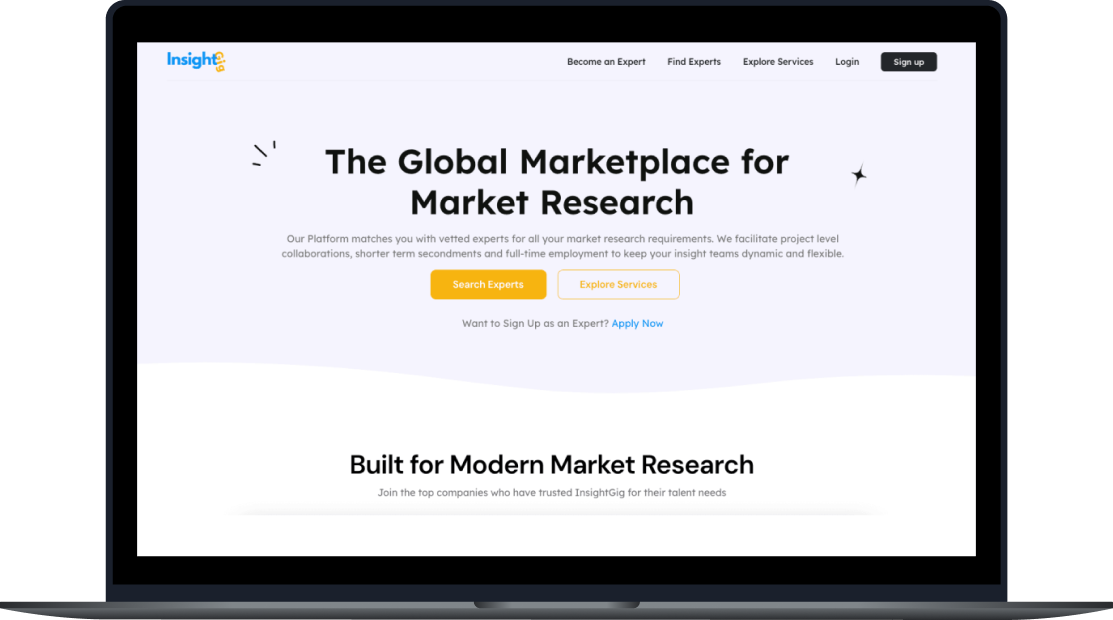 InsightGig
Become an Expert
Find Experts
Explore Services
Login
Sign up
The Global Marketplace for
Market Research
Our Platform matches you with vetted experts for all your market research requirements. We facilitate project level
collaborations, shorter term secondments and full-time employment to keep your insight teams dynamic and flexible.
Search Experts
Explore Services
Want to Sign Up as an Expert? Apply Now
Built for Modern Market Research
Join the top companies who have trusted InsightGig for their talent needs